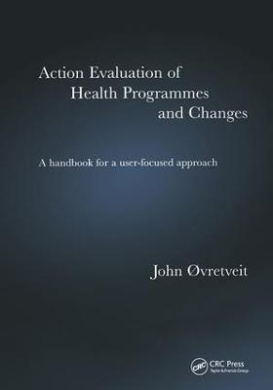 Action Evaluation of
Health Programmes
and Changes
A handbook for a user-focused approach
John Øvretveit
CRC
CRC Press
Taylor & Francis Group